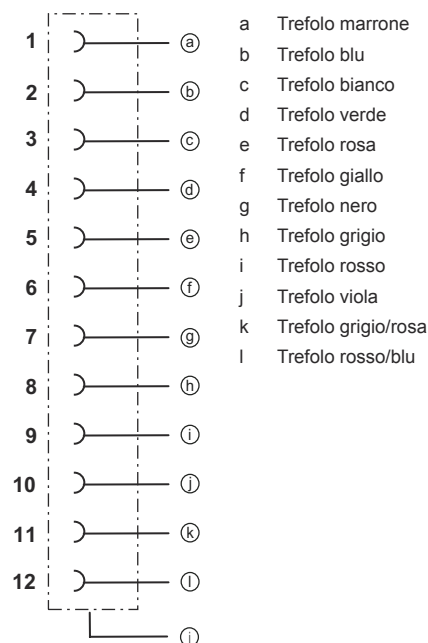 1 a
2 b
3 c
4 d
5 e
6 f
7 g
8 h
9 i
10 j
11 k
12 l
a Trefolo marrone
b Trefolo blu
c Trefolo bianco
d Trefolo verde
e Trefolo rosa
f Trefolo giallo
g Trefolo nero
h Trefolo grigio
i Trefolo rosso
j Trefolo viola
k Trefolo grigio/rosa
l Trefolo rosso/blu